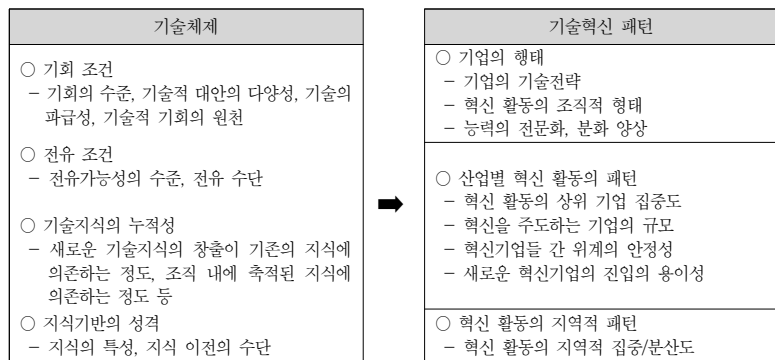 기술체제
○ 기회 조건
- 기회의 수준, 기술적 대안의 다양성, 기술의
파급성, 기술적 기회의 원천
○ 전유 조건
- 전유가능성의 수준, 전유 수단
○ 기술지식의 누적성
- 새로운 기술지식의 창출이 기존의 지식에
의존하는 정도, 조직 내에 축적된 지식에
의존하는 정도 등
○ 지식기반의 성격
- 지식의 특성, 지식 이전의 수단
기술혁신 패턴
○ 기업의 행태
- 기업의 기술전략
- 혁신 활동의 조직적 형태
- 능력의 전문화, 분화 양상
○ 산업별 혁신 활동의 패턴
- 혁신 활동의 상위 기업 집중도
- 혁신을 주도하는 기업의 규모
- 혁신기업들 간 위계의 안정성
- 새로운 혁신기업의 진입의 용이성
○ 혁신 활동의 지역적 패턴
- 혁신 활동의 지역적 집중/분산도